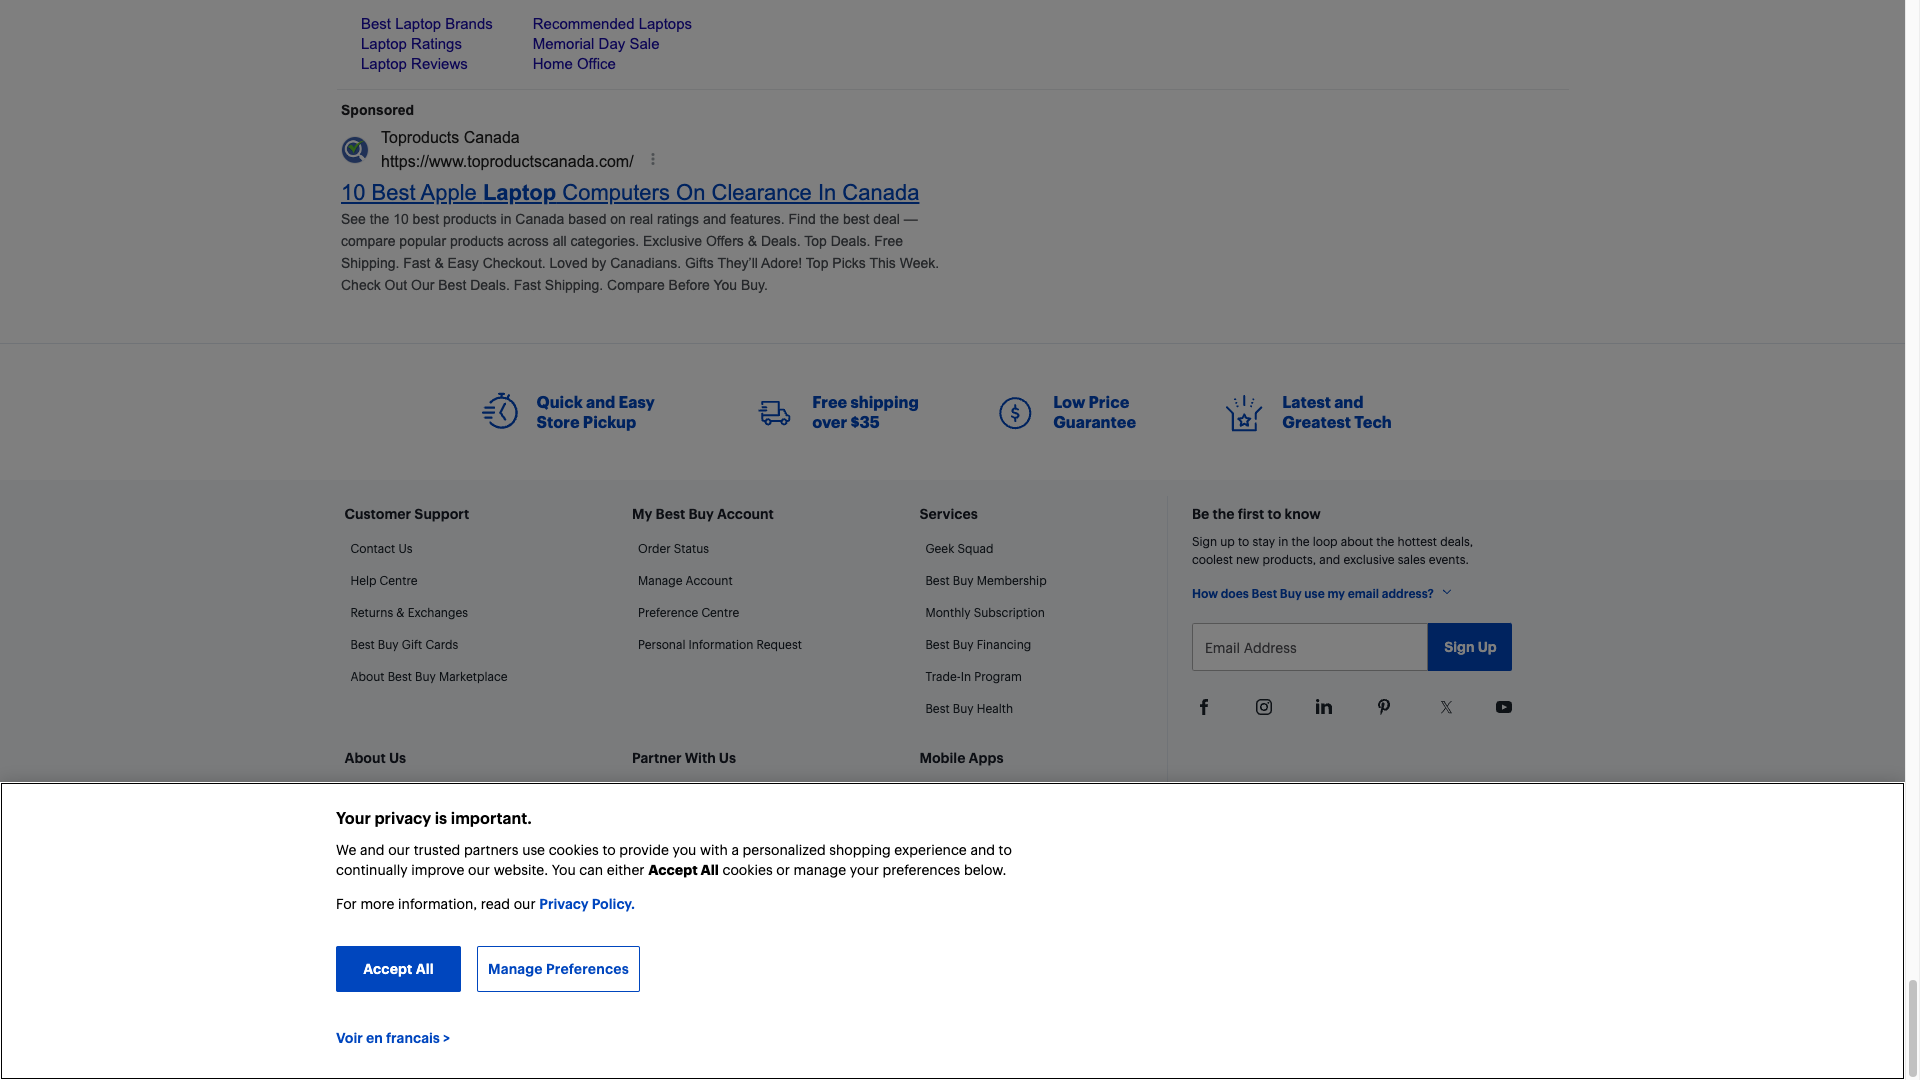 Best Laptop Brands
Recommended Laptops
Laptop Ratings
Memorial Day Sale
Laptop Reviews
Home Office
Sponsored
Toproducts Canada
https://www.toproductscanada.com/
10 Best Apple Laptop Computers On Clearance In Canada
See the 10 best products in Canada based on real ratings and features. Find the best deal —
compare popular products across all categories. Exclusive Offers & Deals. Top Deals. Free
Shipping. Fast & Easy Checkout. Loved by Canadians. Gifts They'll Adore! Top Picks This Week.
Check Out Our Best Deals. Fast Shipping. Compare Before You Buy.
Quick and Easy
Store Pickup
Free shipping
over $35
Low Price
Guarantee
Latest and
Greatest Tech
Customer Support
Contact Us
Help Centre
Returns & Exchanges
Best Buy Gift Cards
About Best Buy Marketplace
My Best Buy Account
Order Status
Manage Account
Preference Centre
Personal Information Request
Services
Geek Squad
Best Buy Membership
Monthly Subscription
Best Buy Financing
Trade-In Program
Best Buy Health
Be the first to know
Sign up to stay in the loop about the hottest deals,
coolest new products, and exclusive sales events.
How does Best Buy use my email address?
Email Address
Sign Up
About Us
Partner With Us
Mobile Apps
Your privacy is important.
We and our trusted partners use cookies to provide you with a personalized shopping experience and to
continually improve our website. You can either Accept All cookies or manage your preferences below.
For more information, read our Privacy Policy.
Accept All
Manage Preferences
Voir en francais >